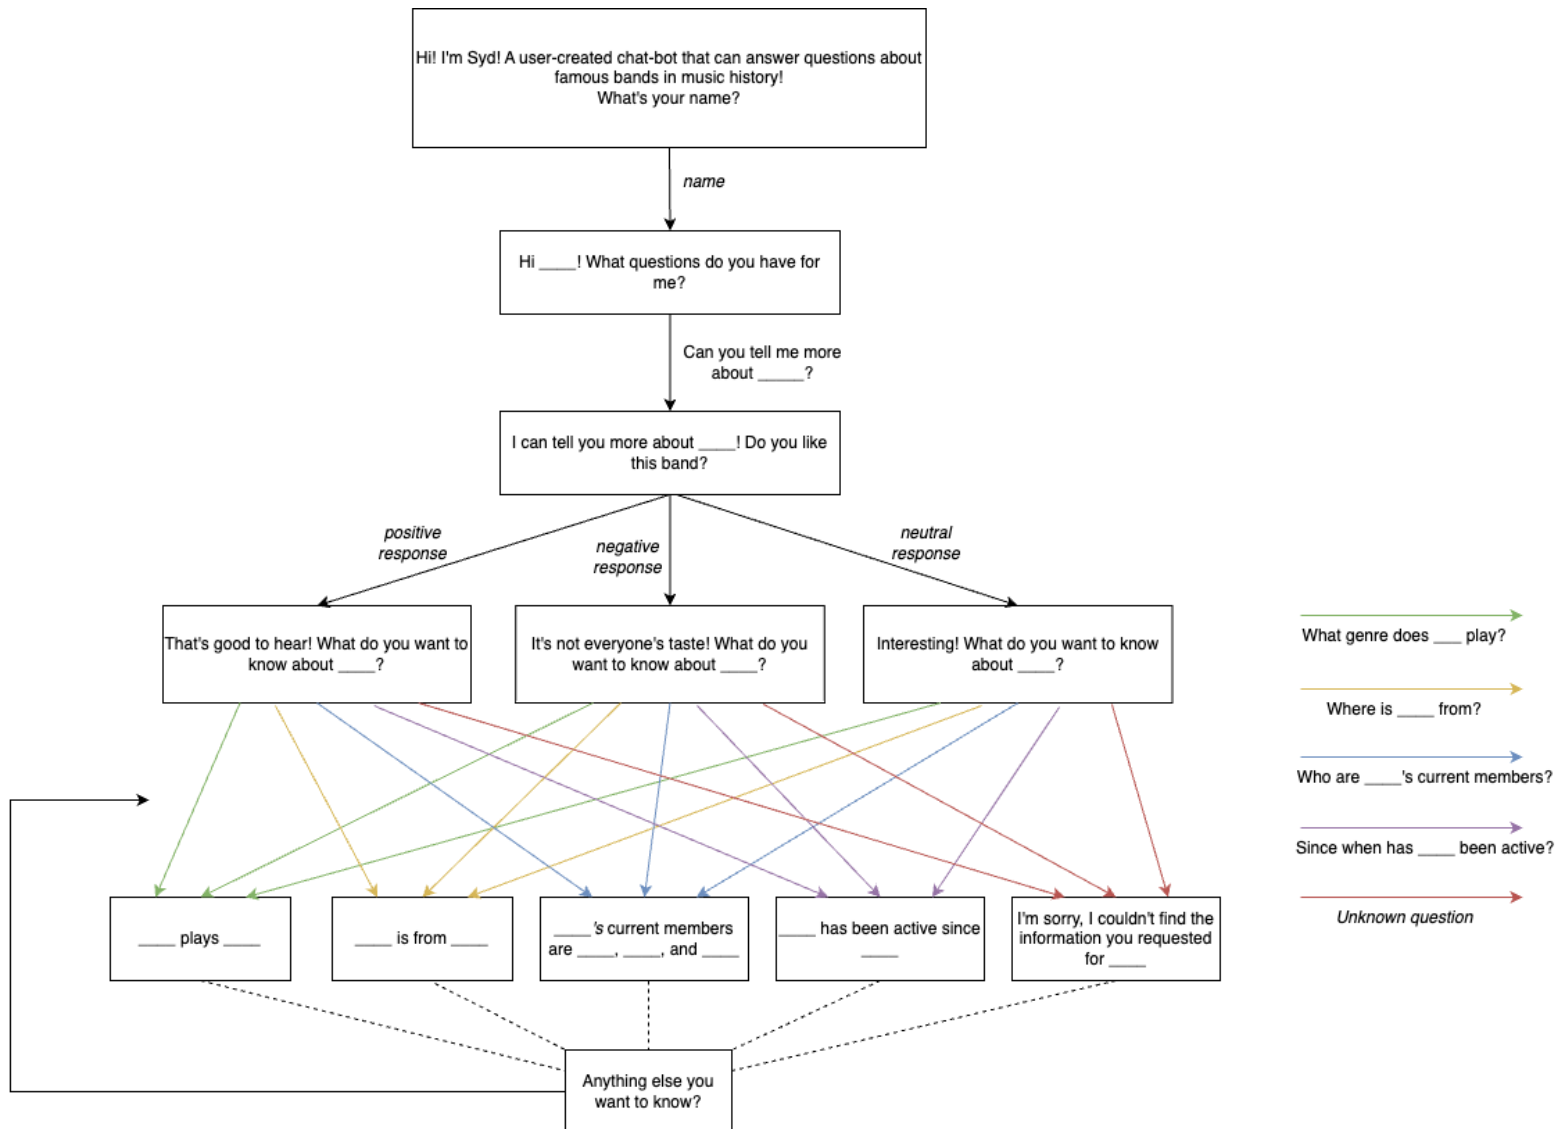 Hi! I'm Syd! A user-created chat-bot that can answer questions about
famous bands in music history!
What's your name?
name
Hi ____! What questions do you have for
me?
Can you tell me more
about _____?
I can tell you more about ____! Do you like
this band?
positive
response
negative
response
neutral
response
That's good to hear! What do you want to
know about ____?
It's not everyone's taste! What do you
want to know about ____?
Interesting! What do you want to know
about ____?
What genre does ___ play?
Where is ____ from?
Who are ____'s current members?
Since when has ____ been active?
Unknown question
____ plays ____
____ is from ____
____'s current members
are ____, ____, and ____
____ has been active since
____
I'm sorry, I couldn't find the
information you requested
for ____
Anything else you
want to know?